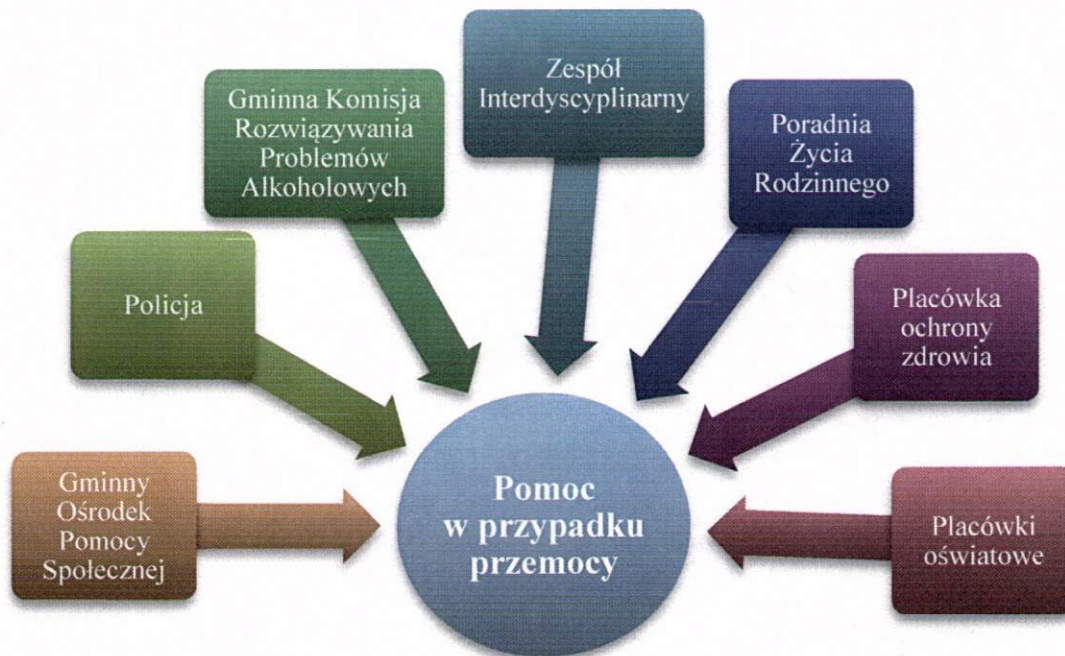 Zespół
Interdyscyplinarny
Gminna Komisja
Rozwiązywania
Problemów
Alkoholowych
Poradnia
Życia
Rodzinnego
Policja
Placówka
ochrony
zdrowia
Gminny
Ośrodek
Pomocy
Społecznej
Pomoc
w przypadku
przemocy
Placówki
oświatowe